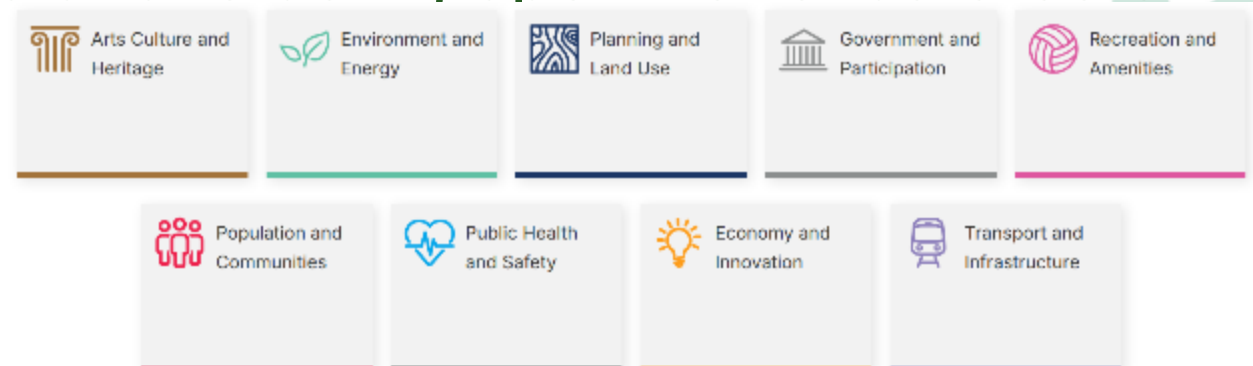 Arts Culture and
Heritage
Environment and
Energy
Planning and
Land Use
Government and
Participation
Recreation and
Amenities
Population and
Communities
Public Health
and Safety
Economy and
Innovation
Transport and
Infrastructure